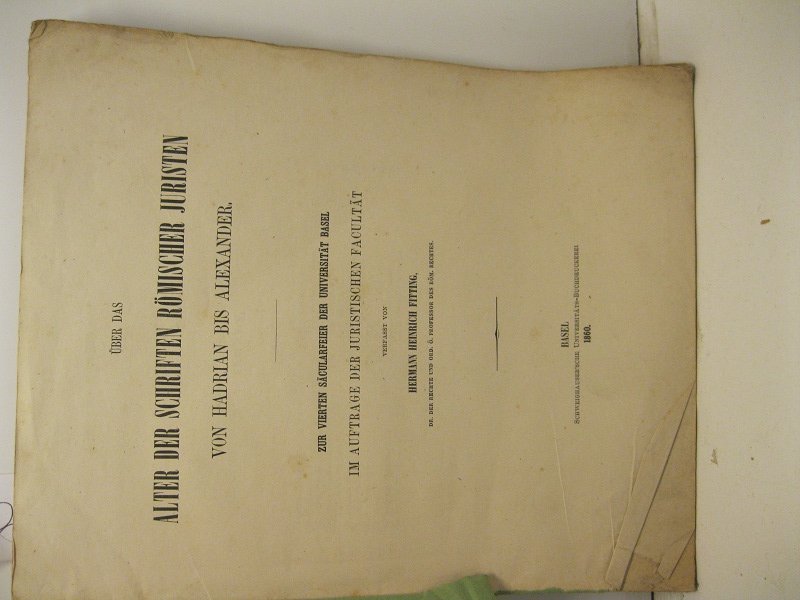 ÜBER DAS
ALTER DER SCHRIFTEN RÖMISCHER JURISTEN
VON HADRIAN BIS ALEXANDER.
ZUR VIERTEN SÄCULARFEIER DER UNIVERSITÄT BASEL
IM AUFTRAGE DER JURISTISCHEN FACULTÄT
VERFASST VON
HERMANN HEINRICH FITTING,
DR. DER RECHTE UND ORD. Ö. PROFESSOR DES RÖM. RECHTES.
BASEL
SCHWEIGHAUSER'SCHE UNIVERSITÄTS-BUCHDRUCKEREI
1860.